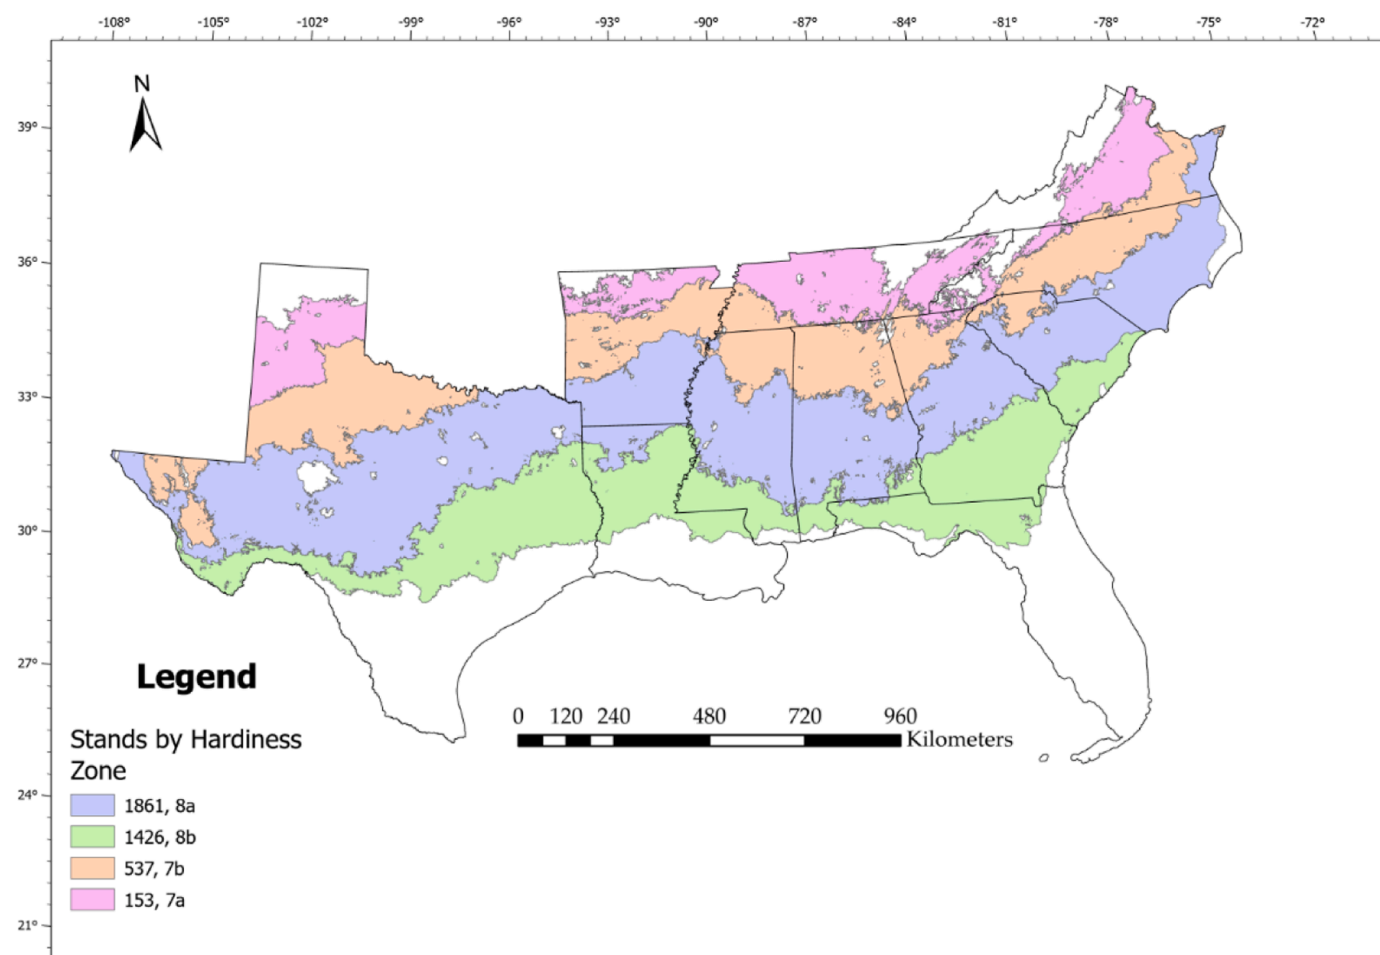 -108° -105° -102° -99° -96° -93° -90° -87° -84° -81° -78° -75° -72°
N
39°
36°
33°
30°
27°
Legend
0 120 240 480 720 960
Kilometers
Stands by Hardiness
Zone
24°
1861, 8a
1426, 8b
537, 7b
153, 7a
21°